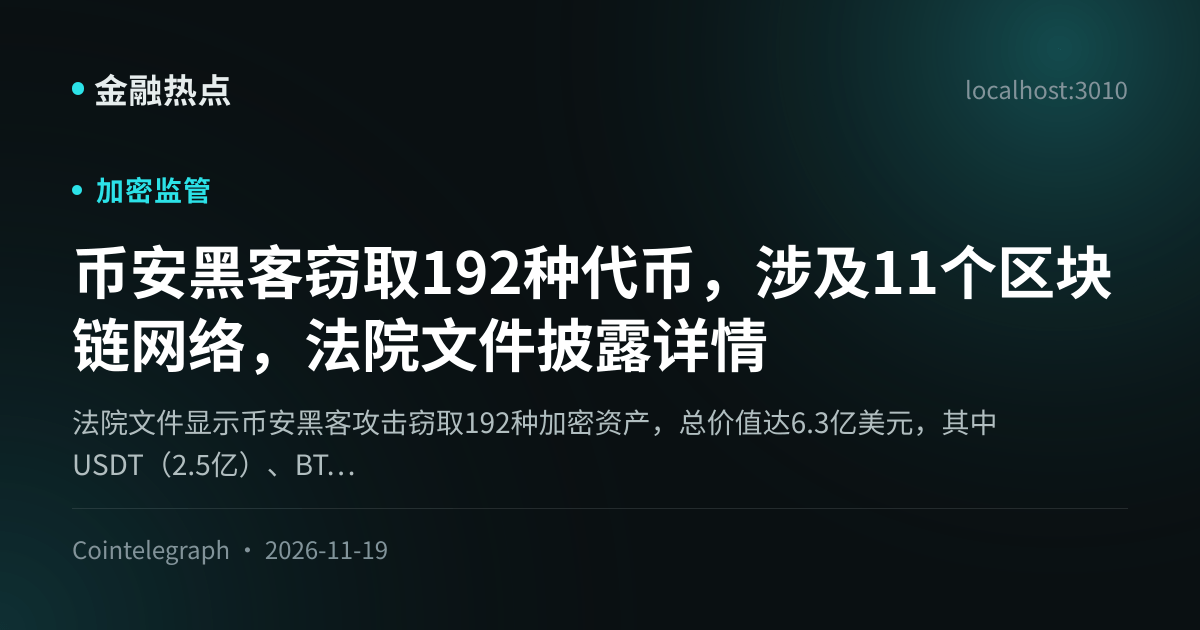 金融热点
localhost:3010
加密监管
币安黑客窃取192种代币，涉及11个区块
链网络，法院文件披露详情
法院文件显示币安黑客攻击窃取192种加密资产，总价值达6.3亿美元，其中
USDT（2.5亿）、BT…
Cointelegraph · 2026-11-19